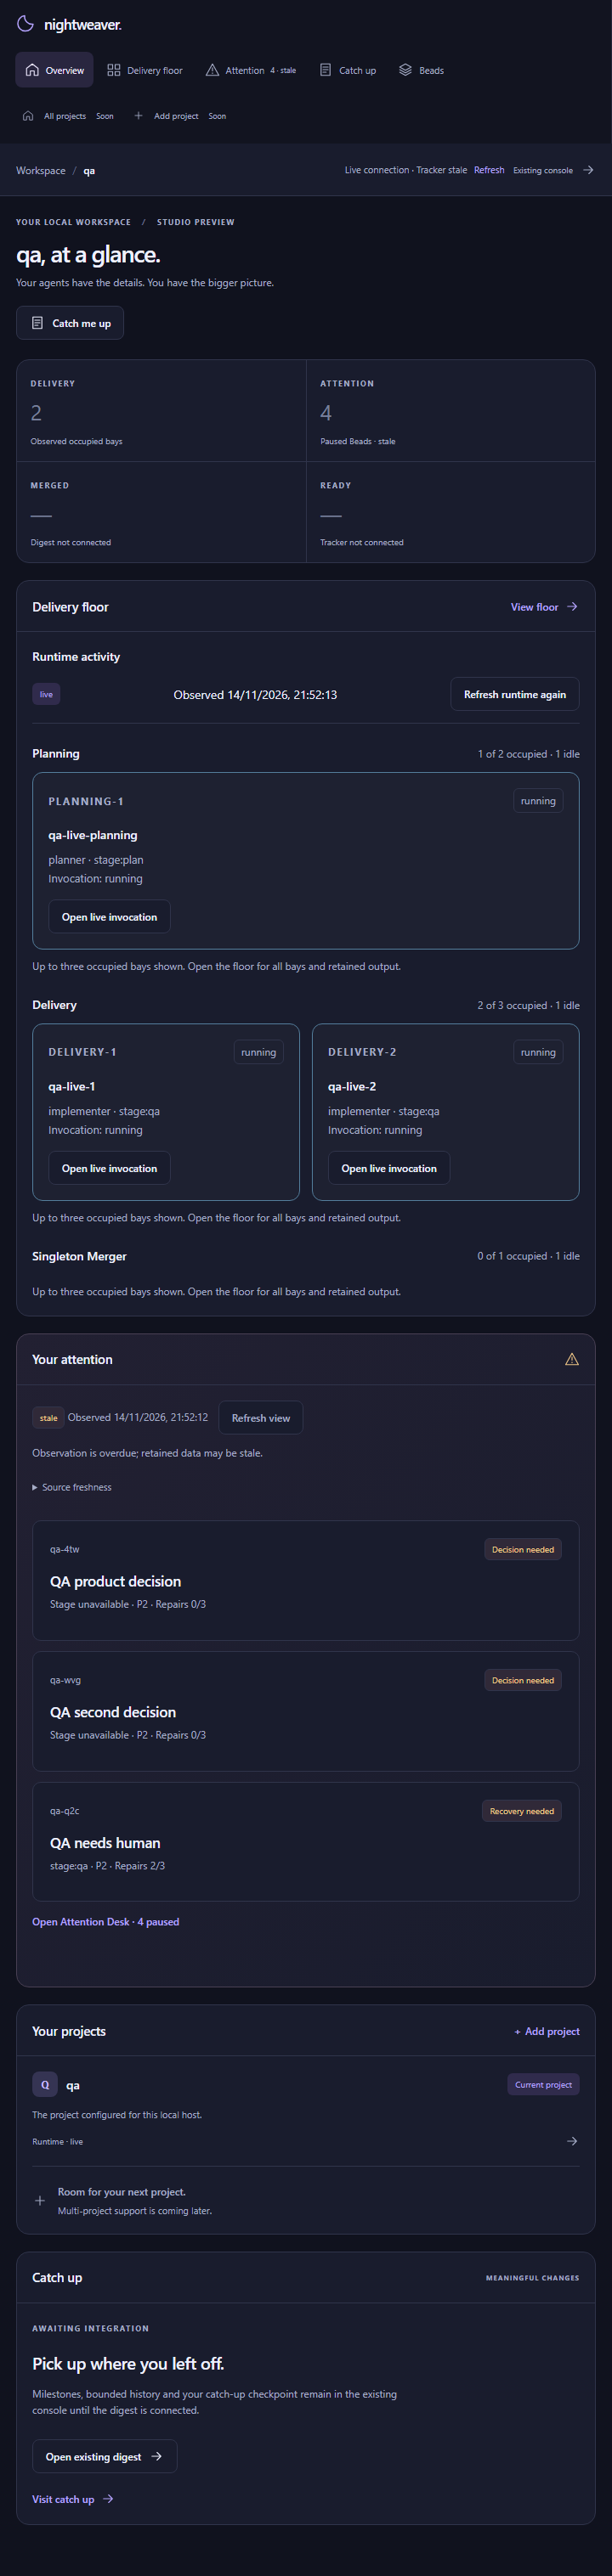 nightweaver.
Overview
Delivery floor
Attention 4 · stale
Catch up
Beads
All projects Soon
+ Add project Soon
Workspace / qa
Live connection · Tracker stale Refresh Existing console →
YOUR LOCAL WORKSPACE / STUDIO PREVIEW
qa, at a glance.
Your agents have the details. You have the bigger picture.
Catch me up
DELIVERY
2
Observed occupied bays
ATTENTION
4
Paused Beads · stale
MERGED
—
Digest not connected
READY
—
Tracker not connected
Delivery floor
View floor →
Runtime activity
live
Observed 14/11/2026, 21:52:13
Refresh runtime again
Planning
1 of 2 occupied · 1 idle
PLANNING-1
running
qa-live-planning
planner · stage:plan
Invocation: running
Open live invocation
Up to three occupied bays shown. Open the floor for all bays and retained output.
Delivery
2 of 3 occupied · 1 idle
DELIVERY-1
running
qa-live-1
implementer · stage:qa
Invocation: running
Open live invocation
DELIVERY-2
running
qa-live-2
implementer · stage:qa
Invocation: running
Open live invocation
Up to three occupied bays shown. Open the floor for all bays and retained output.
Singleton Merger
0 of 1 occupied · 1 idle
Up to three occupied bays shown. Open the floor for all bays and retained output.
Your attention
stale
Observed 14/11/2026, 21:52:12
Refresh view
Observation is overdue; retained data may be stale.
▶ Source freshness
qa-4tw
Decision needed
QA product decision
Stage unavailable · P2 · Repairs 0/3
qa-wvg
Decision needed
QA second decision
Stage unavailable · P2 · Repairs 0/3
qa-q2c
Recovery needed
QA needs human
stage:qa · P2 · Repairs 2/3
Open Attention Desk · 4 paused
Your projects
+ Add project
Q
qa
Current project
The project configured for this local host.
Runtime · live →
+ Room for your next project.
Multi-project support is coming later.
Catch up
MEANINGFUL CHANGES
AWAITING INTEGRATION
Pick up where you left off.
Milestones, bounded history and your catch-up checkpoint remain in the existing
console until the digest is connected.
Open existing digest →
Visit catch up →